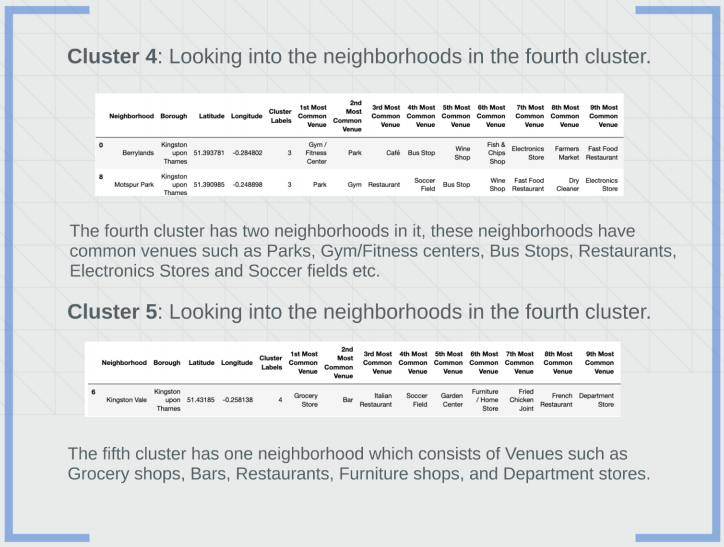 Cluster 4: Looking into the neighborhoods in the fourth cluster.
Neighborhood Borough Latitude Longitude Cluster Labels 1st Most Common Venue 2nd Most Common Venue 3rd Most Common Venue 4th Most Common Venue 5th Most Common Venue 6th Most Common Venue 7th Most Common Venue 8th Most Common Venue 9th Most Common Venue
0 Berrylands Kingston upon Thames 51.393781 -0.284802 3 Gym / Fitness Center Park Café Bus Stop Wine Shop Fish & Chips Shop Electronics Store Farmers Market Fast Food Restaurant
8 Motspur Park Kingston upon Thames 51.390985 -0.248898 3 Park Gym Restaurant Soccer Field Bus Stop Wine Shop Fast Food Restaurant Dry Cleaner Electronics Store
The fourth cluster has two neighborhoods in it, these neighborhoods have
common venues such as Parks, Gym/Fitness centers, Bus Stops, Restaurants,
Electronics Stores and Soccer fields etc.
Cluster 5: Looking into the neighborhoods in the fourth cluster.
Neighborhood Borough Latitude Longitude Cluster Labels 1st Most Common Venue 2nd Most Common Venue 3rd Most Common Venue 4th Most Common Venue 5th Most Common Venue 6th Most Common Venue 7th Most Common Venue 8th Most Common Venue 9th Most Common Venue
6 Kingston Vale Kingston upon Thames 51.43185 -0.258138 4 Grocery Store Bar Italian Restaurant Soccer Field Garden Center Furniture / Home Store Fried Chicken Joint French Restaurant Department Store
The fifth cluster has one neighborhood which consists of Venues such as
Grocery shops, Bars, Restaurants, Furniture shops, and Department stores.